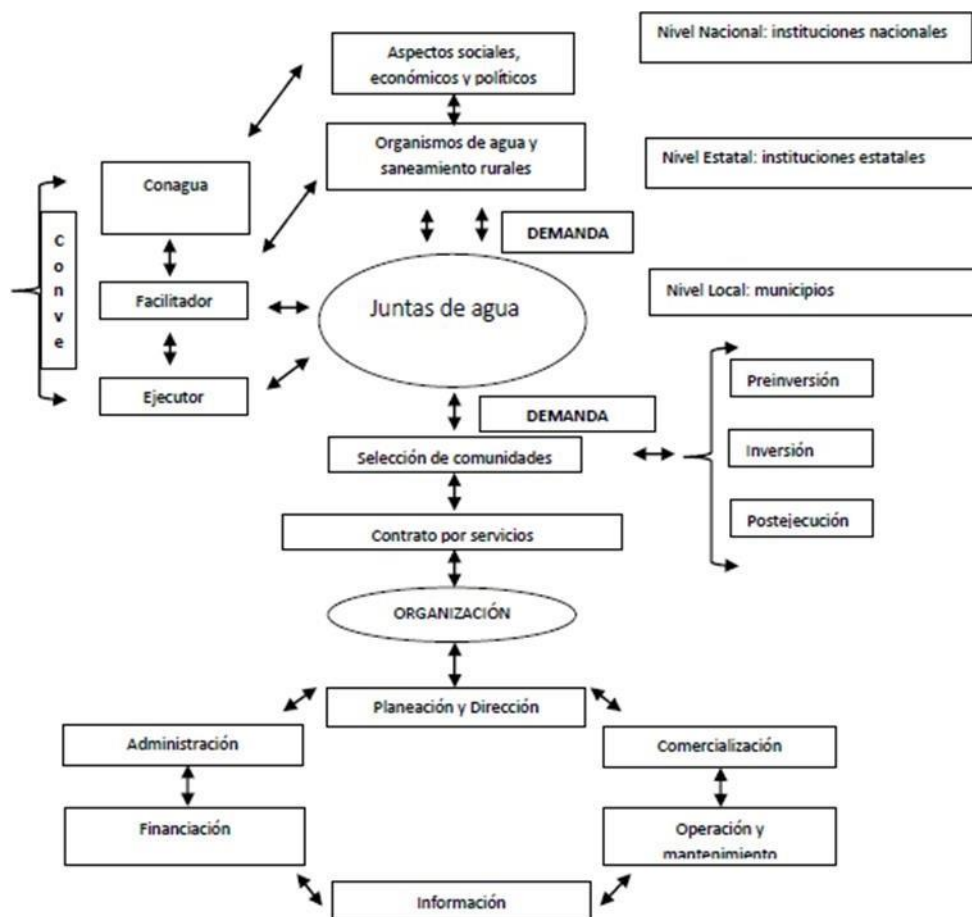 Aspectos sociales,
económicos y políticos
Nivel Nacional: instituciones nacionales
Organismos de agua y
saneamiento rurales
Nivel Estatal: instituciones estatales
Conagua
C
o
n
v
e
DEMANDA
Facilitador
Juntas de agua
Nivel Local: municipios
Ejecutor
DEMANDA
Preinversión
Selección de comunidades
Inversión
Contrato por servicios
Postejecución
ORGANIZACIÓN
Planeación y Dirección
Administración
Comercialización
Financiación
Operación y
mantenimiento
Información